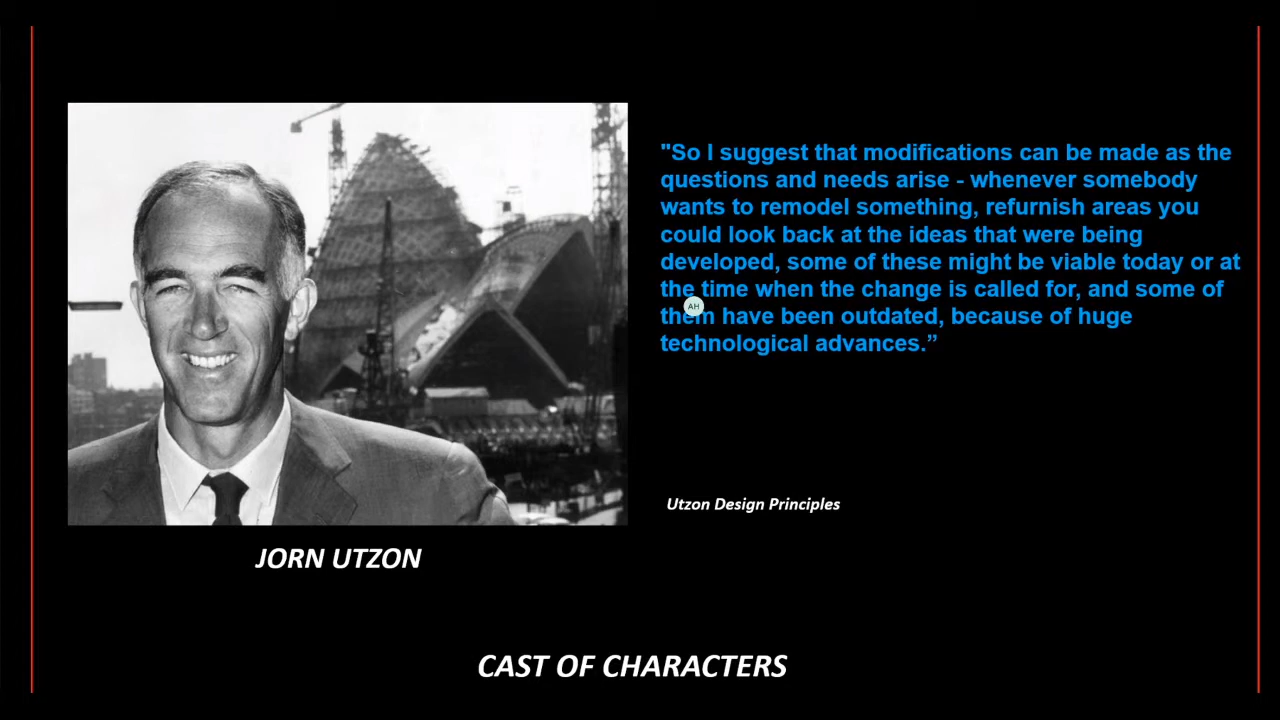 "So I suggest that modifications can be made as the
questions and needs arise - whenever somebody
wants to remodel something, refurnish areas you
could look back at the ideas that were being
developed, some of these might be viable today or at
the time when the change is called for, and some of
them have been outdated, because of huge
technological advances.”
AH
Utzon Design Principles
JORN UTZON
CAST OF CHARACTERS